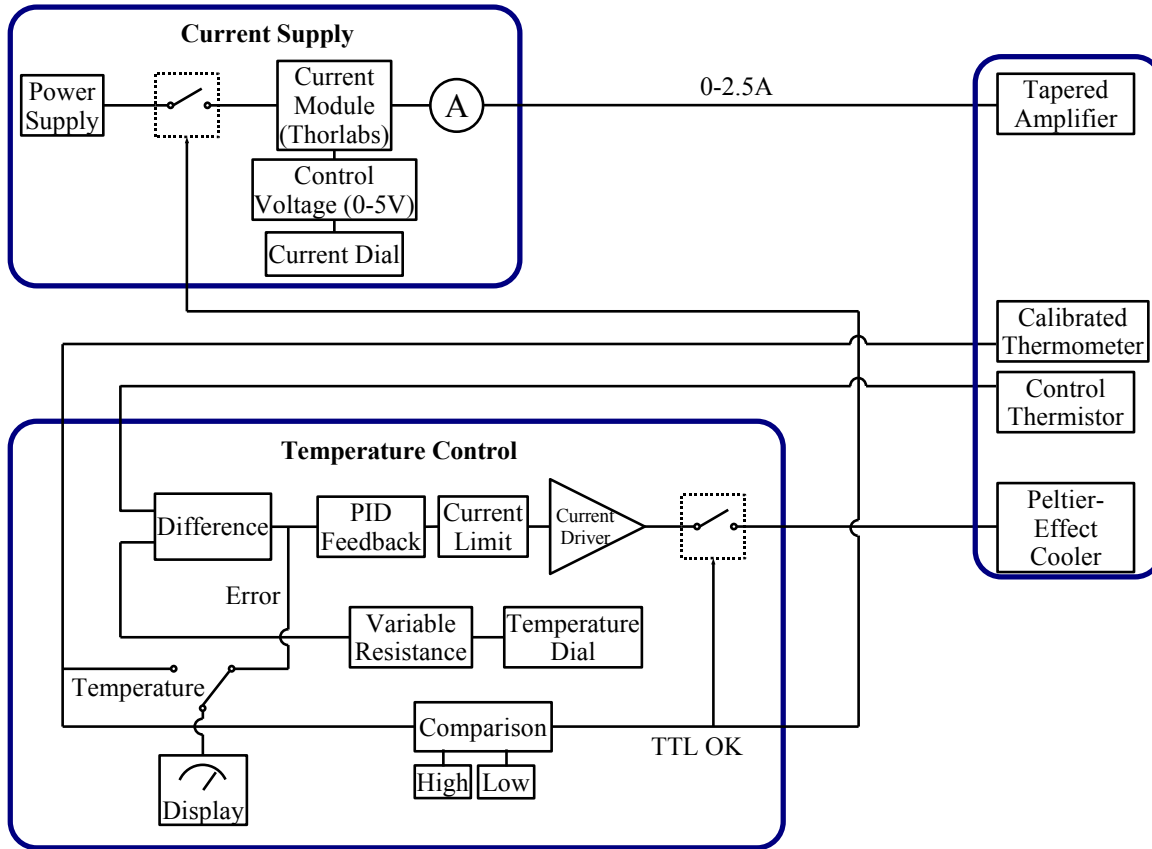 Current Supply
Power
Supply
Current
Module
(Thorlabs)
A
0-2.5A
Tapered
Amplifier
Control
Voltage (0-5V)
Current Dial
Calibrated
Thermometer
Control
Thermistor
Temperature Control
Difference
PID
Feedback
Current
Limit
Current
Driver
Peltier-
Effect
Cooler
Error
Variable
Resistance
Temperature
Dial
Temperature
Comparison
TTL OK
High
Low
Display